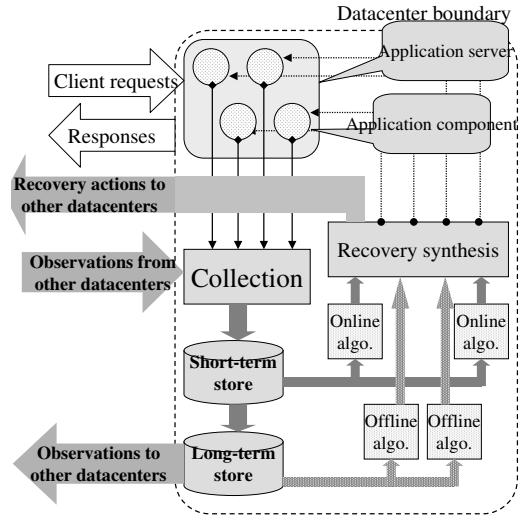 Datacenter boundary
Application server
Client requests
Application component
Responses
Recovery actions to
other datacenters
Recovery synthesis
Observations from
other datacenters
Collection
Online
algo.
Online
algo.
Short-term
store
Offline
algo.
Offline
algo.
Observations to
other datacenters
Long-term
store